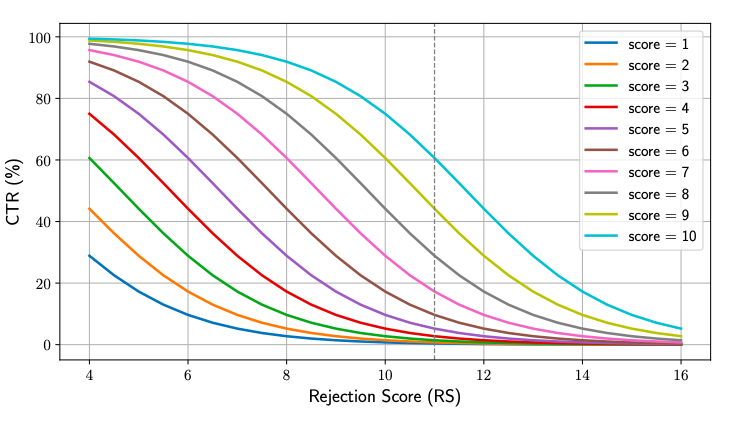 CTR (%)
100
80
60
40
20
0
4 6 8 10 12 14 16
Rejection Score (RS)
score = 1
score = 2
score = 3
score = 4
score = 5
score = 6
score = 7
score = 8
score = 9
score = 10